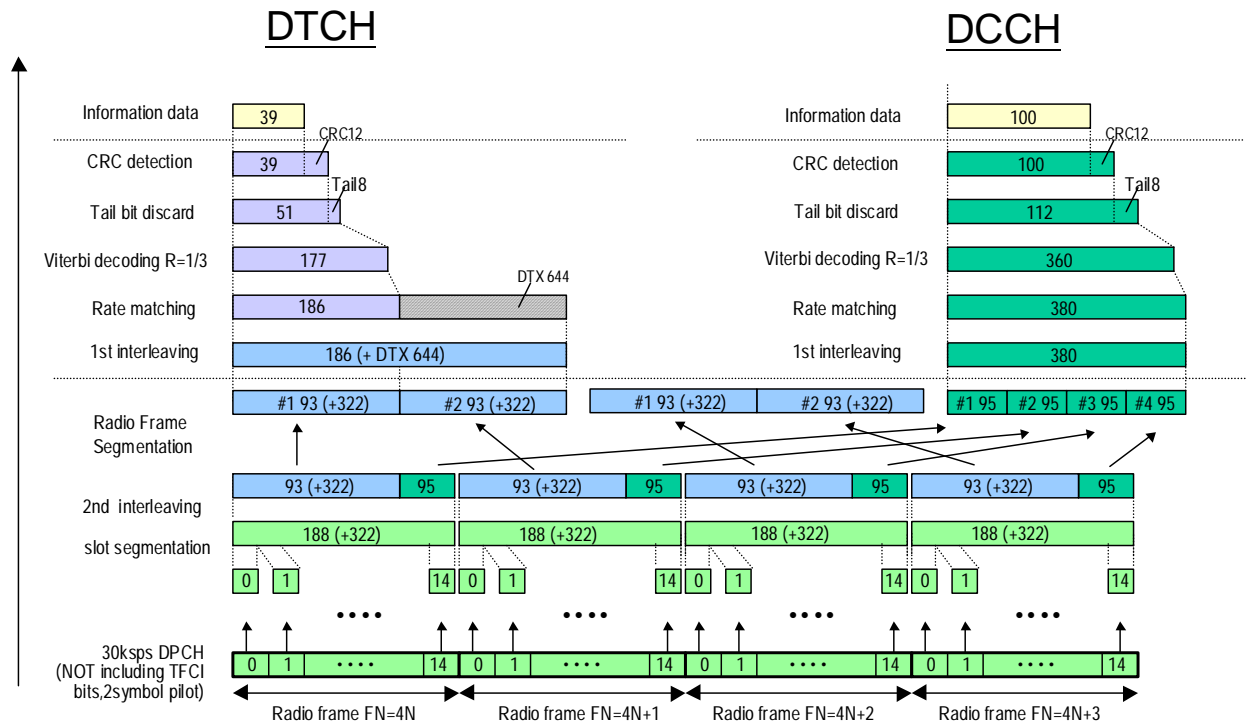 DTCH DCCH
Information data 39 Information data 100
CRC12 CRC12
CRC detection 39 CRC detection 100
Tail8 Tail8
Tail bit discard 51 Tail bit discard 112
Viterbi decoding R=1/3 177 Viterbi decoding R=1/3 360
DTX 644
Rate matching 186 Rate matching 380
1st interleaving 186 (+ DTX 644) 1st interleaving 380
#1 93 (+322) #2 93 (+322) #1 93 (+322) #2 93 (+322) #1 95 #2 95 #3 95 #4 95
Radio Frame
Segmentation
93 (+322) 95 93 (+322) 95 93 (+322) 95 93 (+322) 95
2nd interleaving
188 (+322) 188 (+322) 188 (+322) 188 (+322)
slot segmentation
0 1 14 0 1 14 0 1 14 0 1 14
•••• •••• •••• ••••
30ksps DPCH
(NOT including TFCI
bits,2symbol pilot)
0 1 •••• 14 0 1 •••• 14 0 1 •••• 14 0 1 •••• 14
Radio frame FN=4N Radio frame FN=4N+1 Radio frame FN=4N+2 Radio frame FN=4N+3